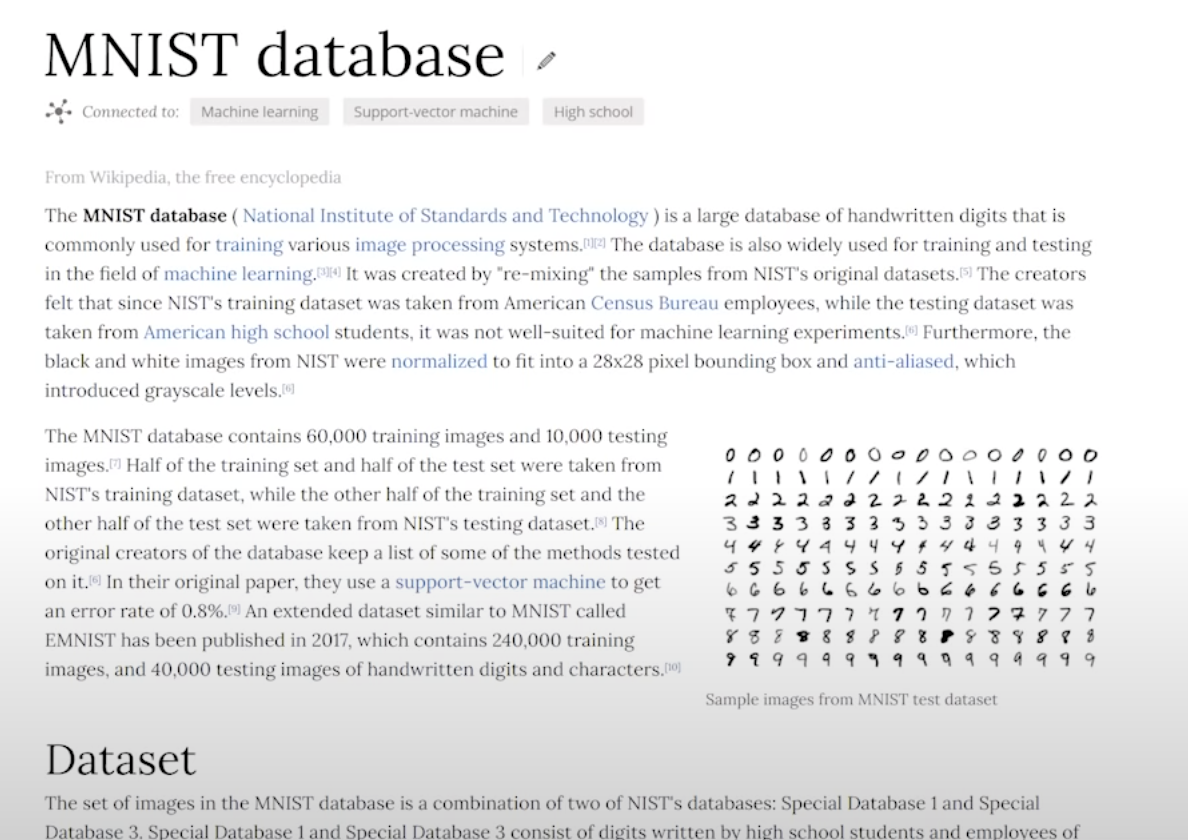 MNIST database
Connected to: Machine learning Support-vector machine High school
From Wikipedia, the free encyclopedia
The MNIST database ( National Institute of Standards and Technology ) is a large database of handwritten digits that is
commonly used for training various image processing systems.[1][2] The database is also widely used for training and testing
in the field of machine learning.[3][4] It was created by "re-mixing" the samples from NIST's original datasets.[5] The creators
felt that since NIST's training dataset was taken from American Census Bureau employees, while the testing dataset was
taken from American high school students, it was not well-suited for machine learning experiments.[6] Furthermore, the
black and white images from NIST were normalized to fit into a 28x28 pixel bounding box and anti-aliased, which
introduced grayscale levels.[6]
The MNIST database contains 60,000 training images and 10,000 testing
images.[7] Half of the training set and half of the test set were taken from
NIST's training dataset, while the other half of the training set and the
other half of the test set were taken from NIST's testing dataset.[8] The
original creators of the database keep a list of some of the methods tested
on it.[6] In their original paper, they use a support-vector machine to get
an error rate of 0.8%.[9] An extended dataset similar to MNIST called
EMNIST has been published in 2017, which contains 240,000 training
images, and 40,000 testing images of handwritten digits and characters.[10]
0 0 0 0 0 0 0 0 0 0 0 0 0 0 0 0
1 1 1 1 1 1 1 1 1 1 1 1 1 1 1 1
2 2 2 2 2 2 2 2 2 2 2 2 2 2 2 2
3 3 3 3 3 3 3 3 3 3 3 3 3 3 3 3
4 4 4 4 4 4 4 4 4 4 4 4 4 4 4 4
5 5 5 5 5 5 5 5 5 5 5 5 5 5 5 5
6 6 6 6 6 6 6 6 6 6 6 6 6 6 6 6
7 7 7 7 7 7 7 7 7 7 7 7 7 7 7 7
8 8 8 8 8 8 8 8 8 8 8 8 8 8 8 8
9 9 9 9 9 9 9 9 9 9 9 9 9 9 9 9
Sample images from MNIST test dataset
Dataset
The set of images in the MNIST database is a combination of two of NIST's databases: Special Database 1 and Special
Database 3. Special Database 1 and Special Database 3 consist of digits written by high school students and employees of